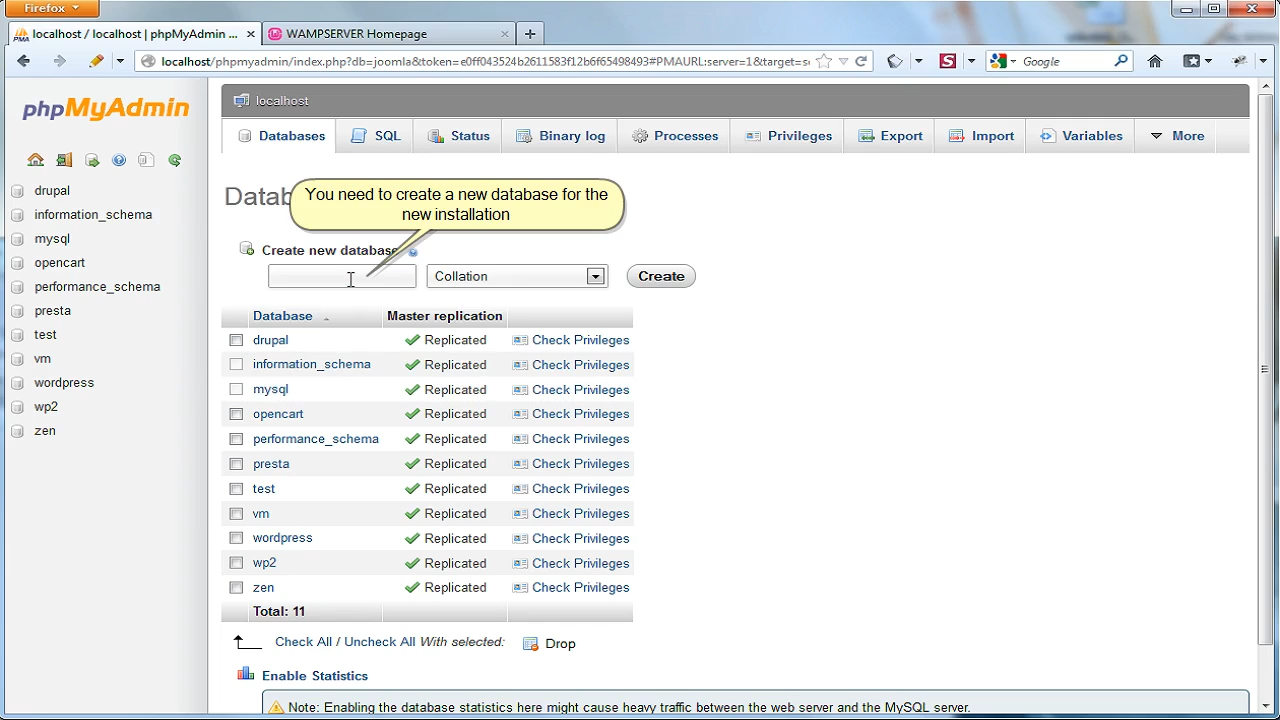 Firefox
localhost / localhost | phpMyAdmin ...
WAMPSERVER Homepage
localhost/phpmyadmin/index.php?db=joomla&token=e0ff043524b261158312b6f65498493#PMAURL:server=1&target=se
Google
phpMyAdmin
drupal
information_schema
mysql
opencart
performance_schema
presta
test
vm
wordpress
wp2
zen
localhost
Databases
SQL
Status
Binary log
Processes
Privileges
Export
Import
Variables
More
Datab
You need to create a new database for the
new installation
Create new database
Collation
Create
Database Master replication
drupal Replicated Check Privileges
information_schema Replicated Check Privileges
mysql Replicated Check Privileges
opencart Replicated Check Privileges
performance_schema Replicated Check Privileges
presta Replicated Check Privileges
test Replicated Check Privileges
vm Replicated Check Privileges
wordpress Replicated Check Privileges
wp2 Replicated Check Privileges
zen Replicated Check Privileges
Total: 11
Check All / Uncheck All With selected: Drop
Enable Statistics
Note: Enabling the database statistics here might cause heavy traffic between the web server and the MySQL server.